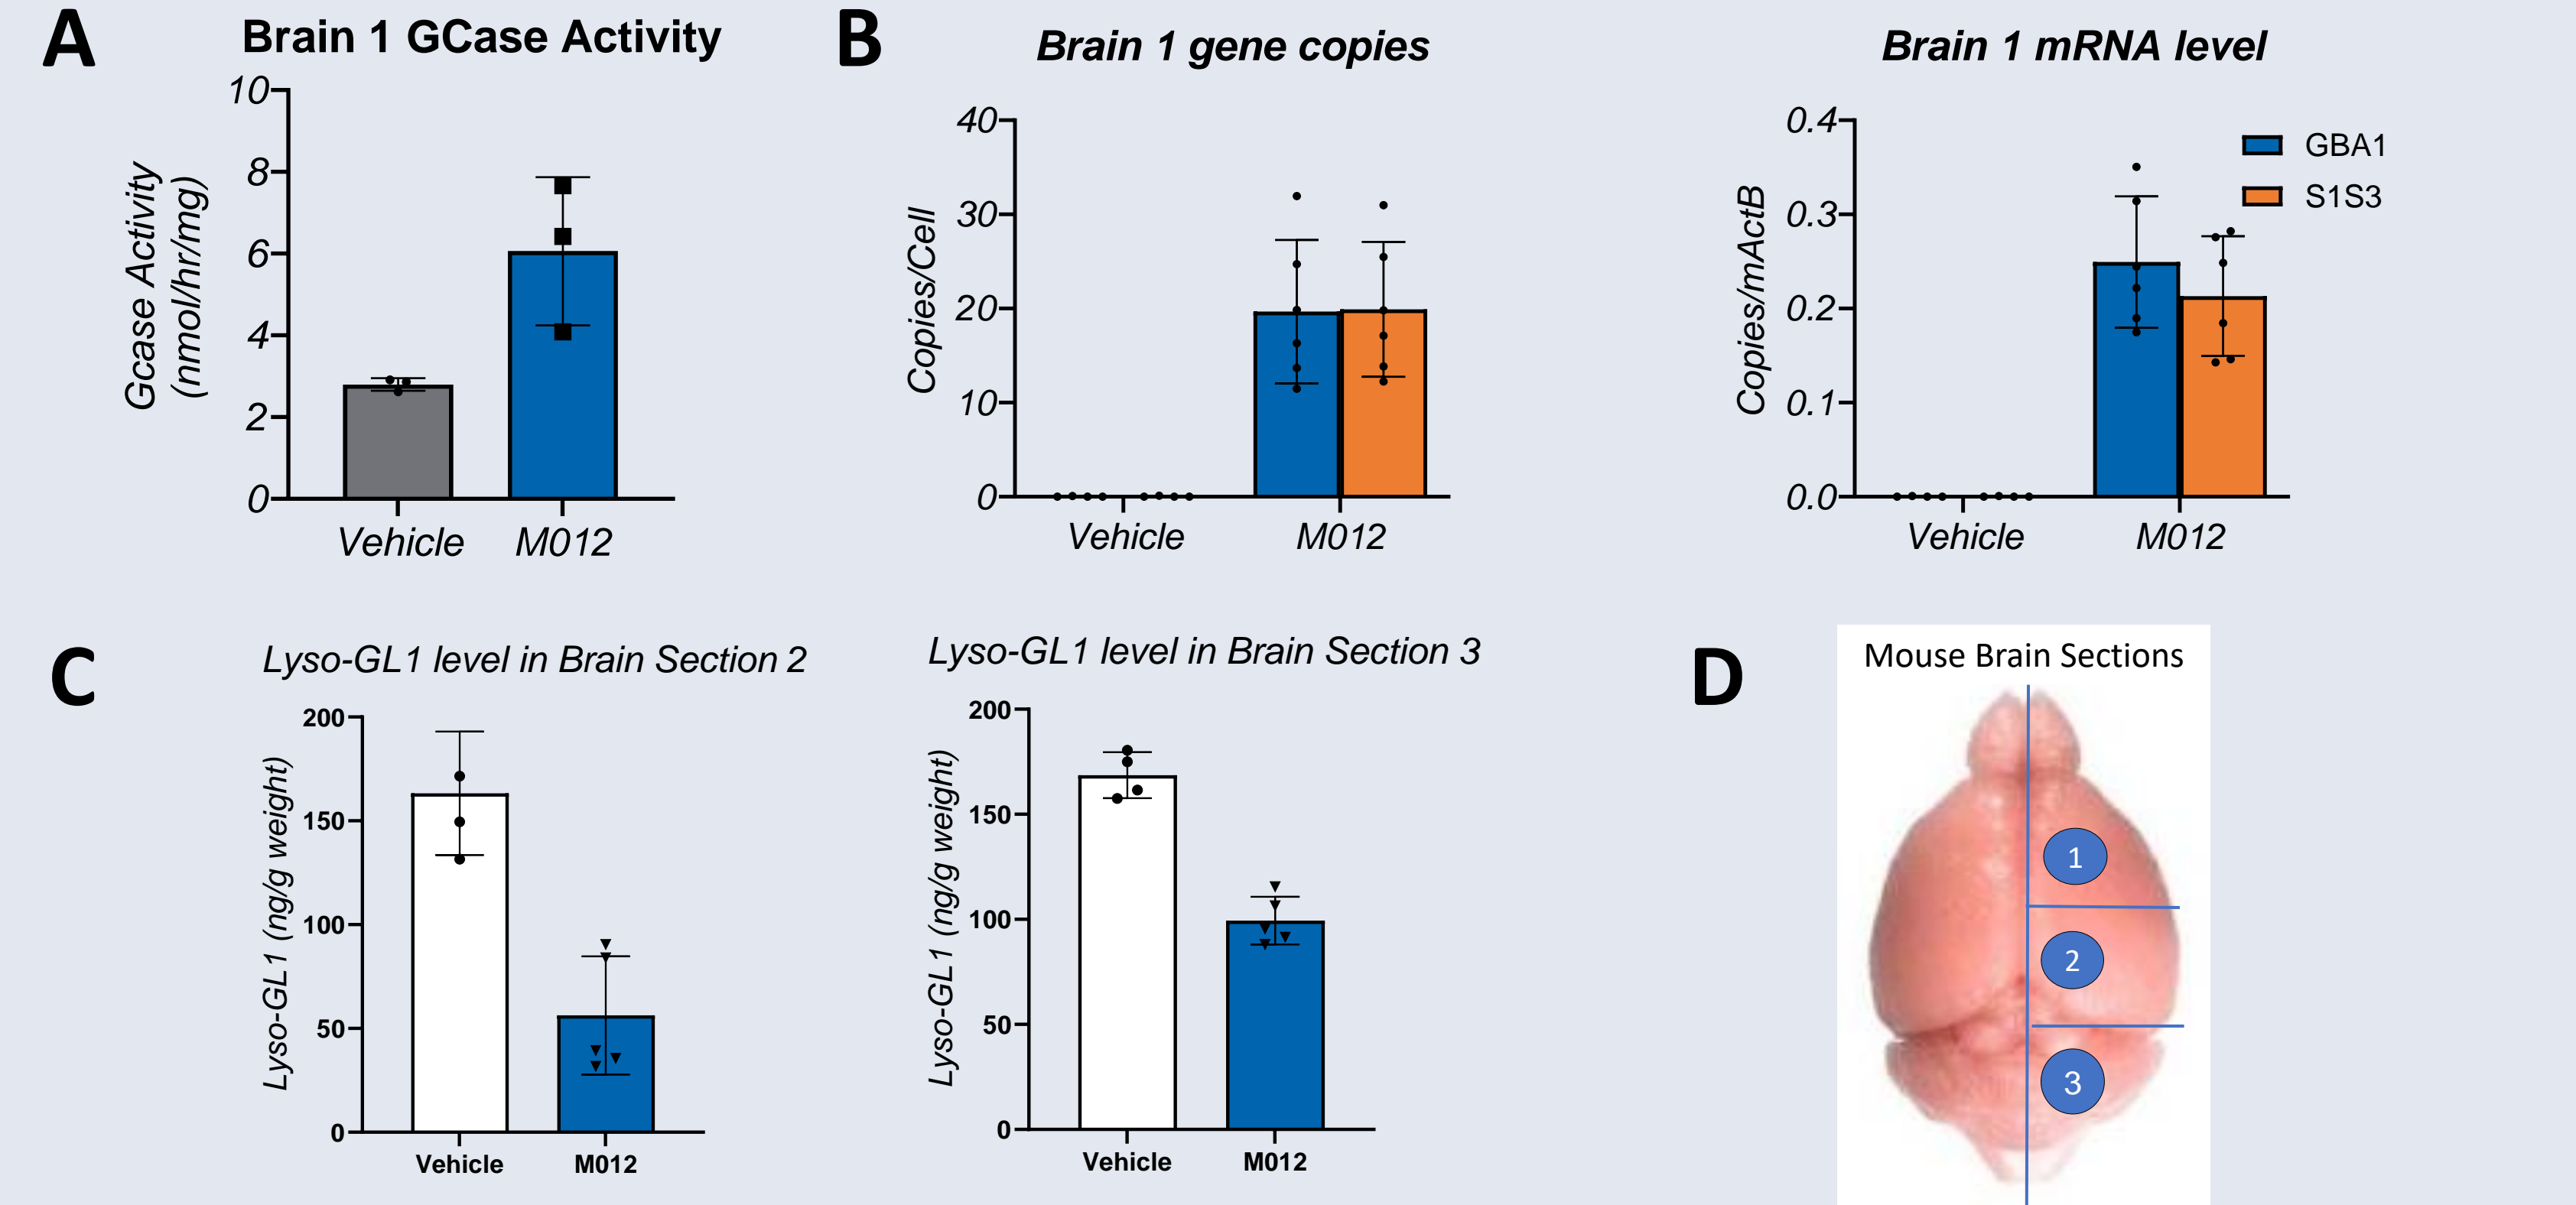 A
Brain 1 GCase Activity
Gcase Activity
(nmol/hr/mg)
10
8
6
4
2
0
Vehicle M012
B
Brain 1 gene copies
Copies/Cell
40
30
20
10
0
Vehicle M012
Brain 1 mRNA level
Copies/mActB
0.4
0.3
0.2
0.1
0.0
Vehicle M012
GBA1
S1S3
C
Lyso-GL1 level in Brain Section 2
Lyso-GL1 (ng/g weight)
200
150
100
50
0
Vehicle M012
Lyso-GL1 level in Brain Section 3
Lyso-GL1 (ng/g weight)
200
150
100
50
0
Vehicle M012
D
Mouse Brain Sections
1
2
3